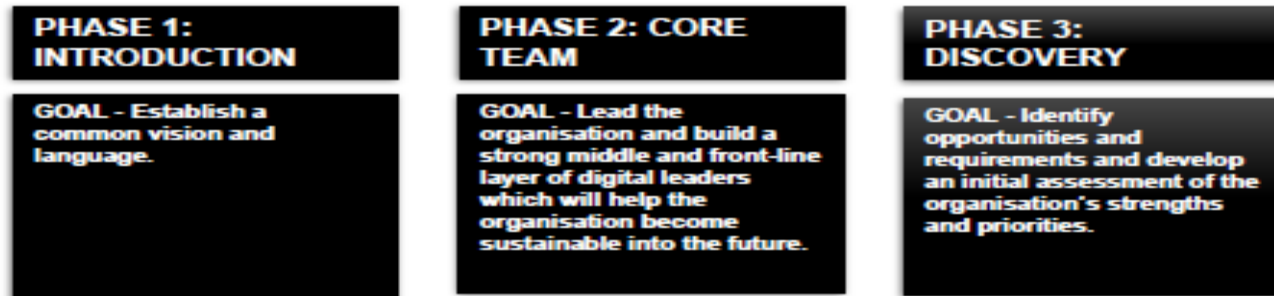 PHASE 1:
INTRODUCTION
GOAL - Establish a
common vision and
language.
PHASE 2: CORE
TEAM
GOAL - Lead the
organisation and build a
strong middle and front-line
layer of digital leaders
which will help the
organisation become
sustainable into the future.
PHASE 3:
DISCOVERY
GOAL - Identify
opportunities and
requirements and develop
an initial assessment of the
organisation's strengths
and priorities.